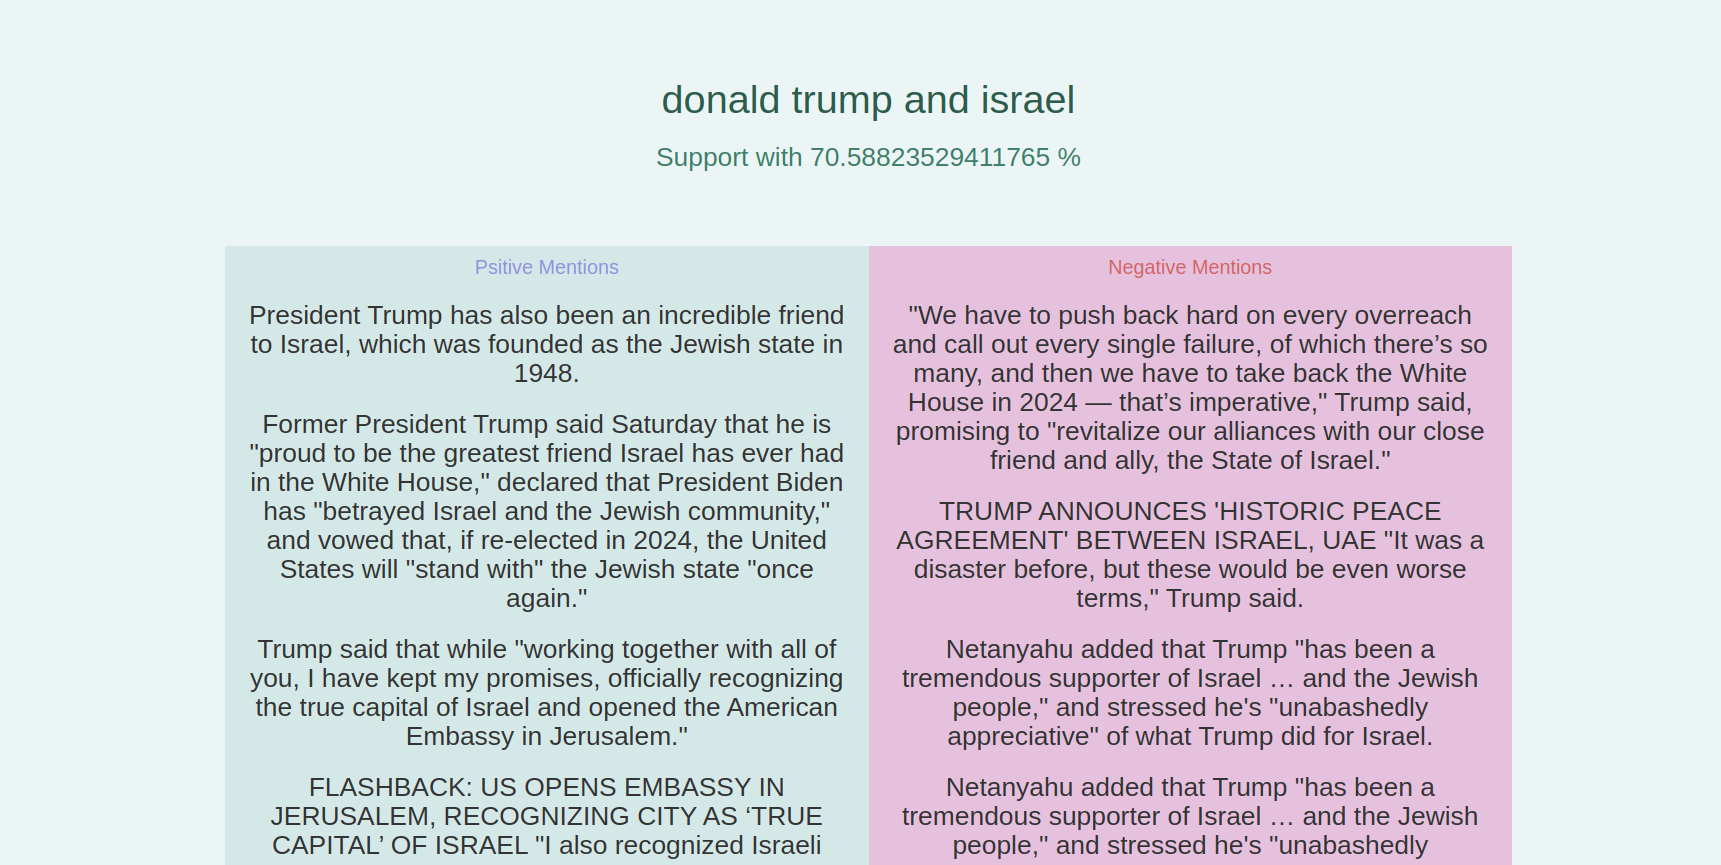 donald trump and israel
Support with 70.58823529411765 %
Psitive Mentions
President Trump has also been an incredible friend
to Israel, which was founded as the Jewish state in
1948.
Former President Trump said Saturday that he is
"proud to be the greatest friend Israel has ever had
in the White House," declared that President Biden
has "betrayed Israel and the Jewish community,"
and vowed that, if re-elected in 2024, the United
States will "stand with" the Jewish state "once
again."
Trump said that while "working together with all of
you, I have kept my promises, officially recognizing
the true capital of Israel and opened the American
Embassy in Jerusalem."
FLASHBACK: US OPENS EMBASSY IN
JERUSALEM, RECOGNIZING CITY AS ‘TRUE
CAPITAL’ OF ISRAEL "I also recognized Israeli
Negative Mentions
"We have to push back hard on every overreach
and call out every single failure, of which there’s so
many, and then we have to take back the White
House in 2024 — that’s imperative," Trump said,
promising to "revitalize our alliances with our close
friend and ally, the State of Israel."
TRUMP ANNOUNCES 'HISTORIC PEACE
AGREEMENT' BETWEEN ISRAEL, UAE "It was a
disaster before, but these would be even worse
terms," Trump said.
Netanyahu added that Trump "has been a
tremendous supporter of Israel … and the Jewish
people," and stressed he's "unabashedly
appreciative" of what Trump did for Israel.
Netanyahu added that Trump "has been a
tremendous supporter of Israel … and the Jewish
people," and stressed he's "unabashedly